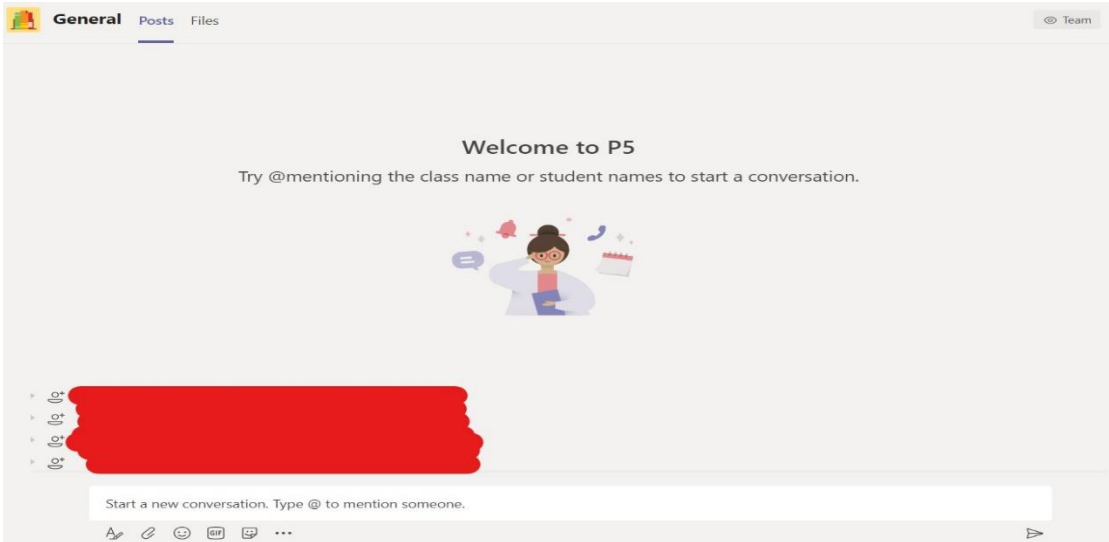 General Posts Files
Team
Welcome to P5
Try @mentioning the class name or student names to start a conversation.
Start a new conversation. Type @ to mention someone.
GIF